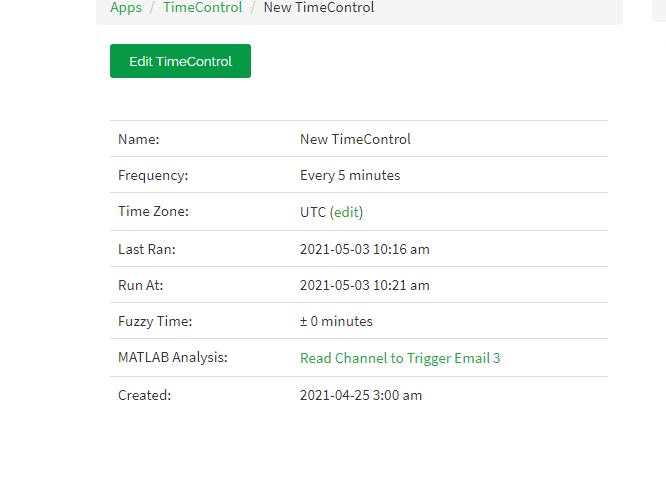 Apps / TimeControl / New TimeControl
Edit TimeControl
Name: New TimeControl
Frequency: Every 5 minutes
Time Zone: UTC (edit)
Last Ran: 2021-05-03 10:16 am
Run At: 2021-05-03 10:21 am
Fuzzy Time: ± 0 minutes
MATLAB Analysis: Read Channel to Trigger Email 3
Created: 2021-04-25 3:00 am